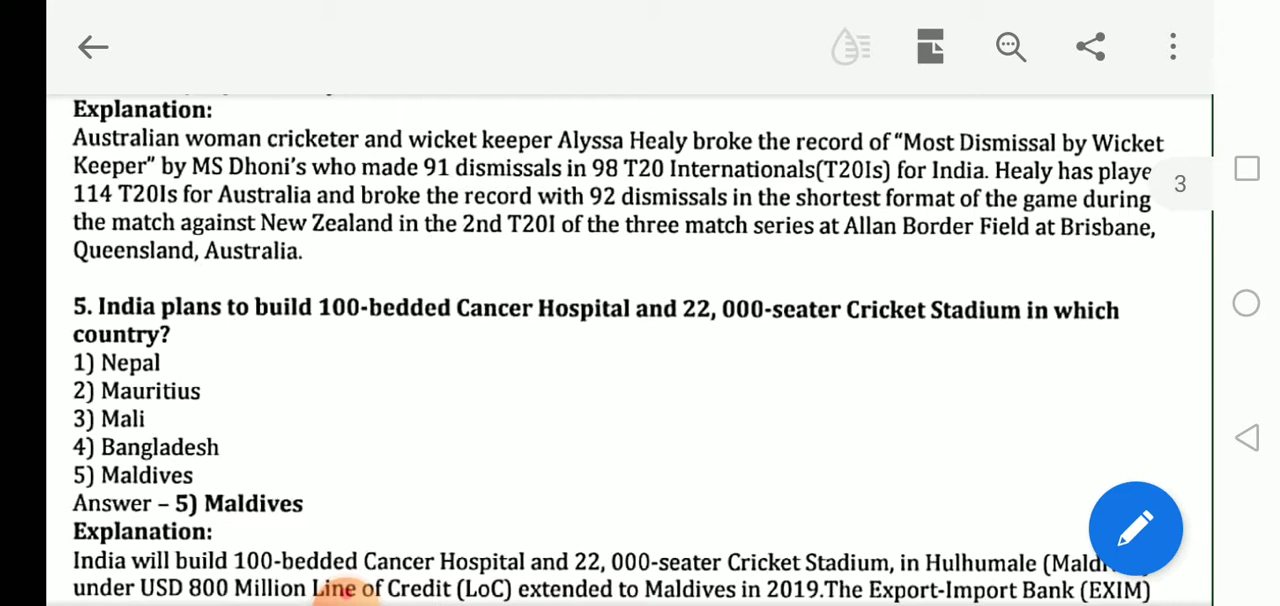 Explanation:
Australian woman cricketer and wicket keeper Alyssa Healy broke the record of “Most Dismissal by Wicket
Keeper” by MS Dhoni’s who made 91 dismissals in 98 T20 Internationals(T20Is) for India. Healy has playe
3
114 T20Is for Australia and broke the record with 92 dismissals in the shortest format of the game during
the match against New Zealand in the 2nd T20I of the three match series at Allan Border Field at Brisbane,
Queensland, Australia.
5. India plans to build 100-bedded Cancer Hospital and 22, 000-seater Cricket Stadium in which
country?
1) Nepal
2) Mauritius
3) Mali
4) Bangladesh
5) Maldives
Answer – 5) Maldives
Explanation:
India will build 100-bedded Cancer Hospital and 22, 000-seater Cricket Stadium, in Hulhumale (Mald
under USD 800 Million Line of Credit (LoC) extended to Maldives in 2019.The Export-Import Bank (EXIM)